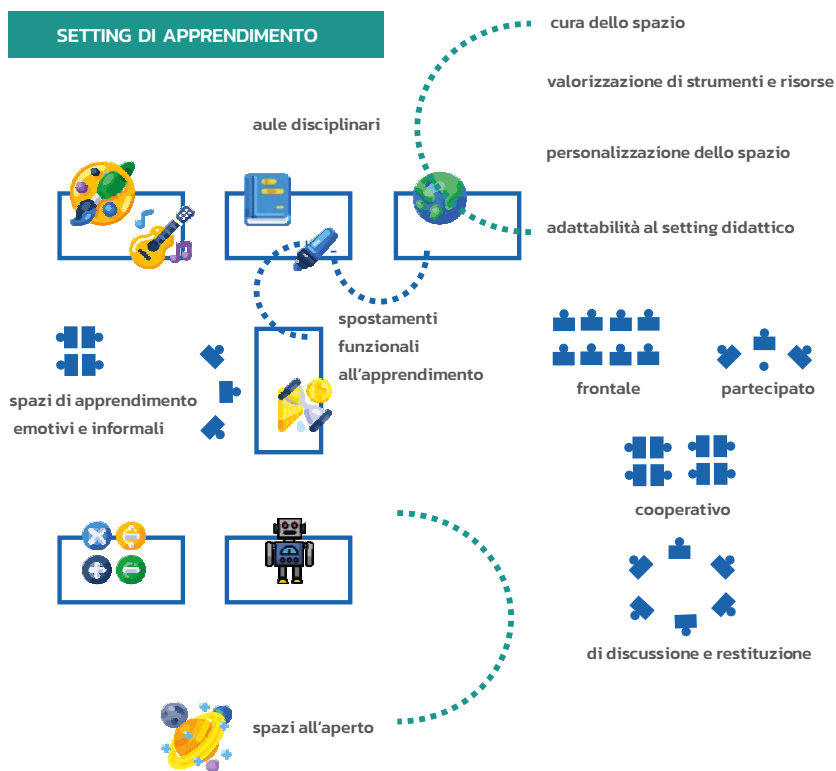 SETTING DI APPRENDIMENTO
cura dello spazio
valorizzazione di strumenti e risorse
aule disciplinari
personalizzazione dello spazio
adattabilità al setting didattico
spostamenti
funzionali
all'apprendimento
spazi di apprendimento
emotivi e informali
frontale
partecipato
cooperativo
di discussione e restituzione
spazi all'aperto